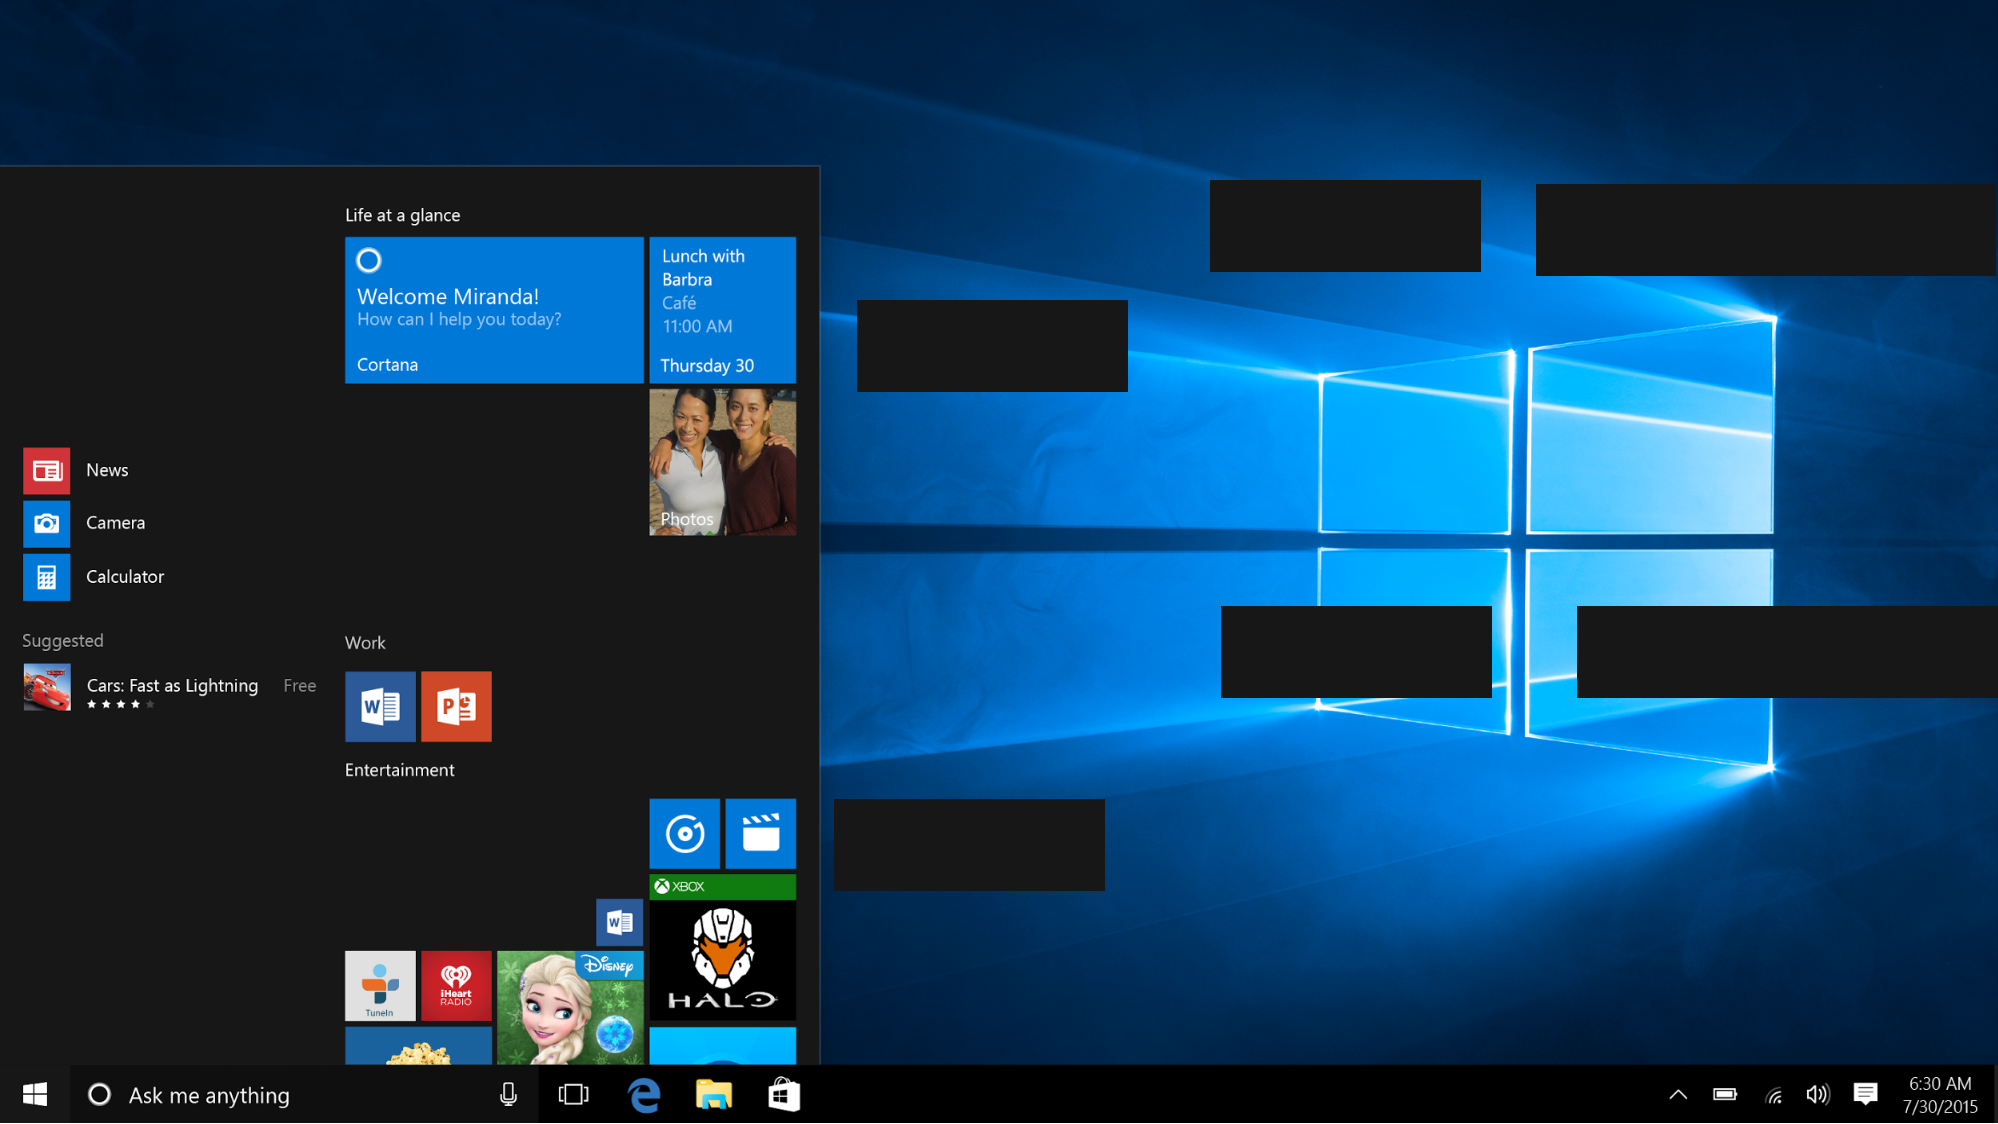 Life at a glance
Welcome Miranda!
How can I help you today?
Cortana
Lunch with
Barbra
Café
11:00 AM
Thursday 30
Photos
News
Camera
Calculator
Suggested
Cars: Fast as Lightning Free
Work
W
P
Entertainment
XBOX
W
HALO
TuneIn
iHeart
RADIO
Disney
Ask me anything
6:30 AM
7/30/2015